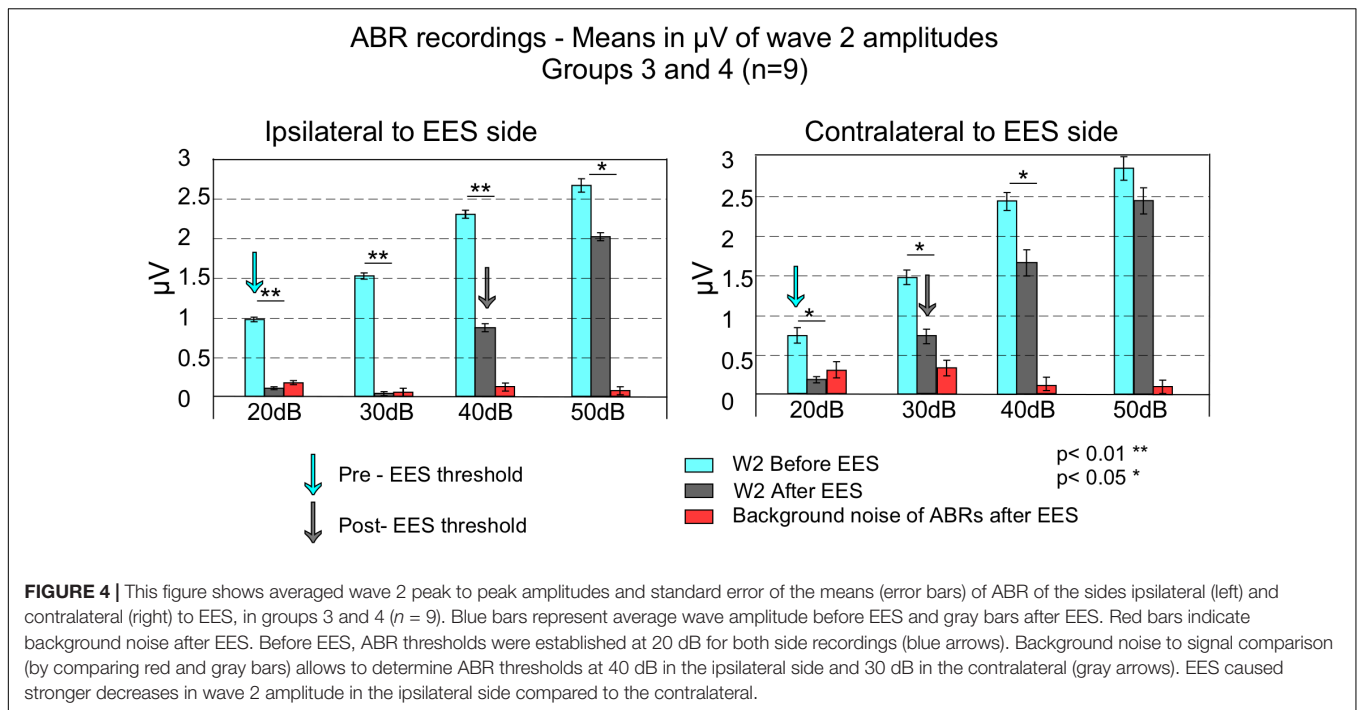 ABR recordings - Means in µV of wave 2 amplitudes
Groups 3 and 4 (n=9)
Ipsilateral to EES side
3
2.5
2
1.5
1
0.5
0
µV
**
**
**
*
20dB
30dB
40dB
50dB
Contralateral to EES side
3
2.5
2
1.5
1
0.5
0
µV
*
*
*
20dB
30dB
40dB
50dB
Pre - EES threshold
Post- EES threshold
W2 Before EES
W2 After EES
Background noise of ABRs after EES
p< 0.01 **
p< 0.05 *
FIGURE 4 | This figure shows averaged wave 2 peak to peak amplitudes and standard error of the means (error bars) of ABR of the sides ipsilateral (left) and
contralateral (right) to EES, in groups 3 and 4 (n = 9). Blue bars represent average wave amplitude before EES and gray bars after EES. Red bars indicate
background noise after EES. Before EES, ABR thresholds were established at 20 dB for both side recordings (blue arrows). Background noise to signal comparison
(by comparing red and gray bars) allows to determine ABR thresholds at 40 dB in the ipsilateral side and 30 dB in the contralateral (gray arrows). EES caused
stronger decreases in wave 2 amplitude in the ipsilateral side compared to the contralateral.